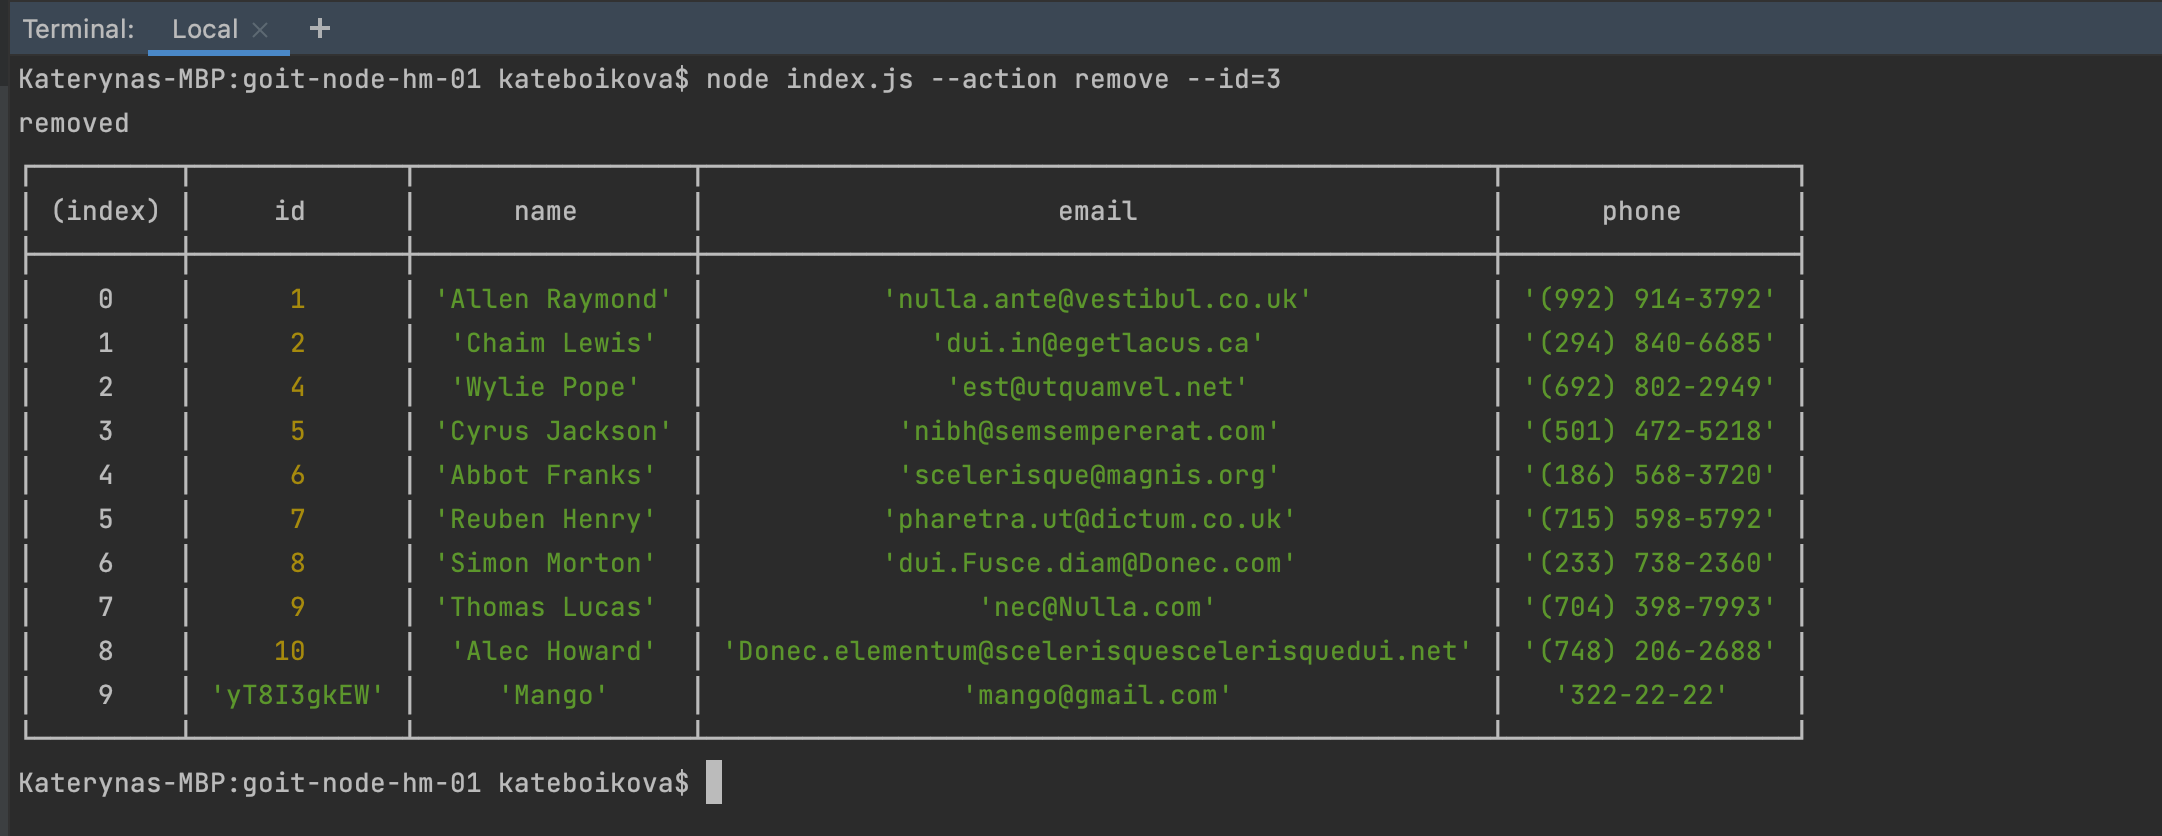 Terminal: Local × +
Katerynas-MBP:goit-node-hm-01 kateboikova$ node index.js --action remove --id=3
removed
(index) id name email phone
0 1 'Allen Raymond' 'nulla.ante@vestibul.co.uk' '(992) 914-3792'
1 2 'Chaim Lewis' 'dui.in@egetlacus.ca' '(294) 840-6685'
2 4 'Wylie Pope' 'est@utquamvel.net' '(692) 802-2949'
3 5 'Cyrus Jackson' 'nibh@semsempererat.com' '(501) 472-5218'
4 6 'Abbot Franks' 'scelerisque@magnis.org' '(186) 568-3720'
5 7 'Reuben Henry' 'pharetra.ut@dictum.co.uk' '(715) 598-5792'
6 8 'Simon Morton' 'dui.Fusce.diam@Donec.com' '(233) 738-2360'
7 9 'Thomas Lucas' 'nec@Nulla.com' '(704) 398-7993'
8 10 'Alec Howard' 'Donec.elementum@scelerisquescelerisquedui.net' '(748) 206-2688'
9 'yT8I3gkEW' 'Mango' 'mango@gmail.com' '322-22-22'
Katerynas-MBP:goit-node-hm-01 kateboikova$